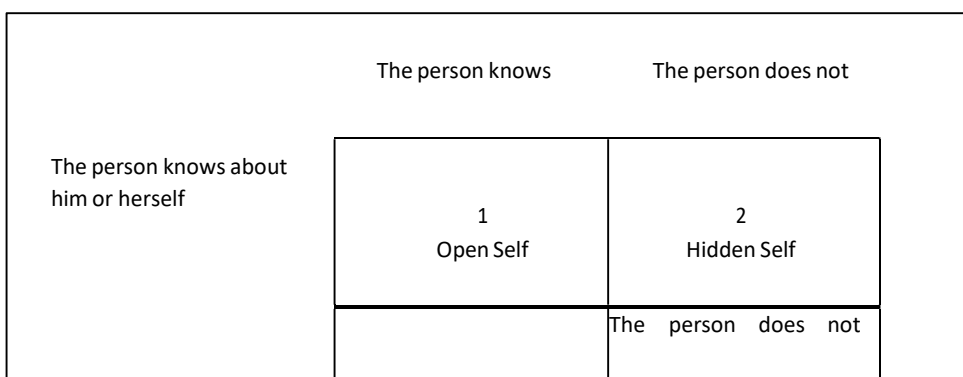 The person knows
The person does not
The person knows about
him or herself
1
Open Self
2
Hidden Self
The person does not